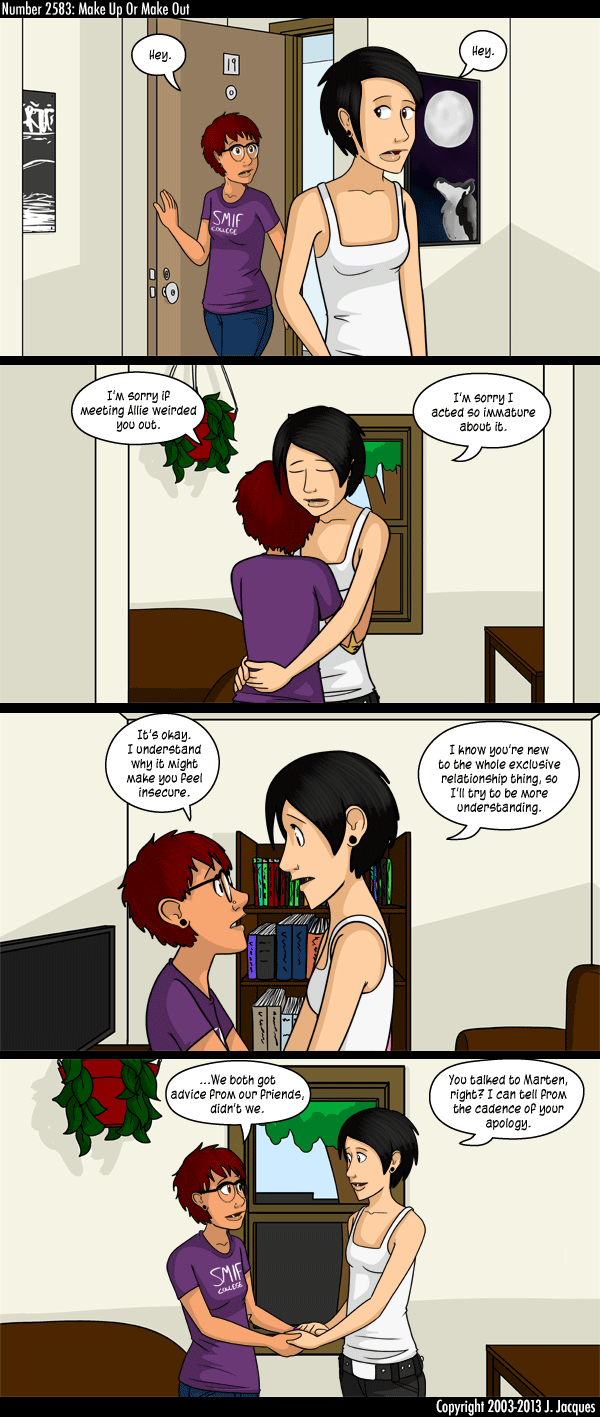 Number 2583: Make Up Or Make Out
Hey.
Hey.
19
SMIF
COLLEGE
I'm sorry if
meeting Allie weirded
you out.
I'm sorry I
acted so immature
about it.
It's okay.
I understand
why it might
make you feel
insecure.
I know you're new
to the whole exclusive
relationship thing, so
I'll try to be more
understanding.
...We both got
advice from our friends,
didn't we.
You talked to Marten,
right? I can tell from
the cadence of your
apology.
SMIF
COLLEGE
Copyright 2003-2013 J. Jacques